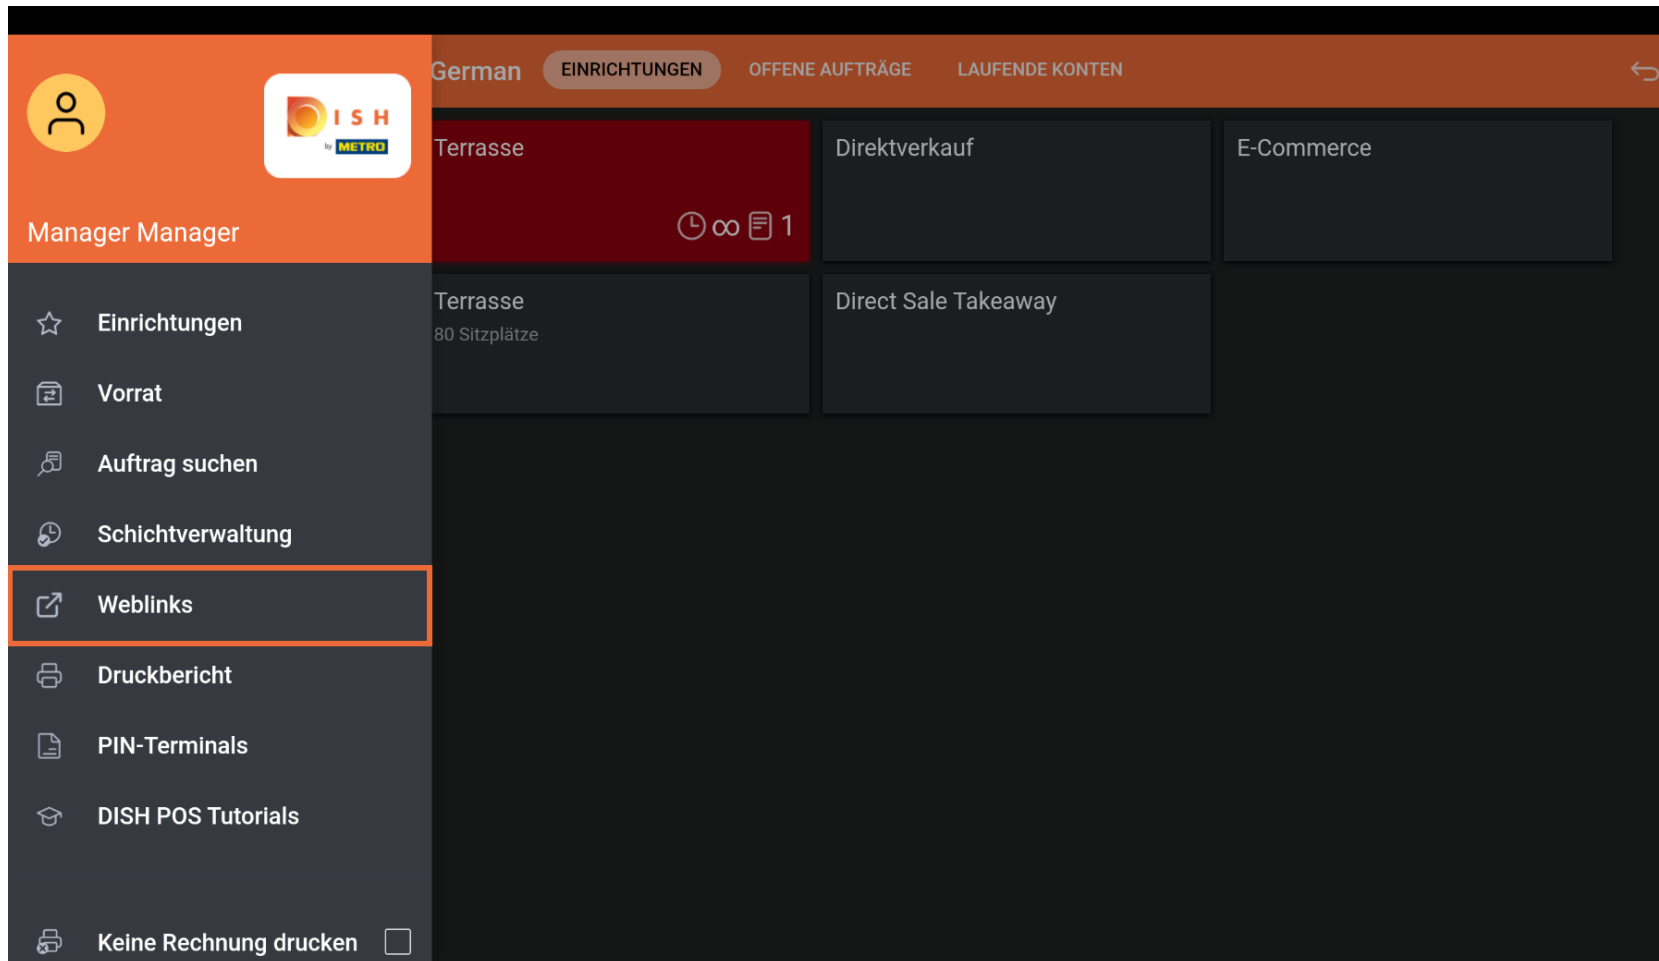 German
EINRICHTUNGEN
OFFENE AUFTRÄGE
LAUFENDE KONTEN
DISH
by METRO
Manager Manager
Einrichtungen
Vorrat
Auftrag suchen
Schichtverwaltung
Weblinks
Druckbericht
PIN-Terminals
DISH POS Tutorials
Keine Rechnung drucken
Terrasse
∞ 1
Direktverkauf
E-Commerce
Terrasse
80 Sitzplätze
Direct Sale Takeaway